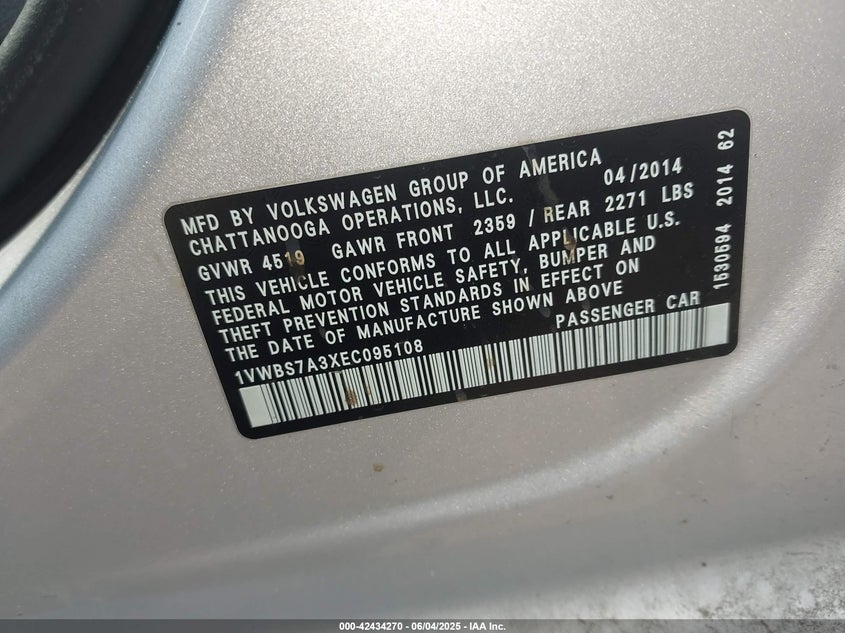 MFD BY VOLKSWAGEN GROUP OF AMERICA
CHATTANOOGA OPERATIONS, LLC. 04/2014
GVWR 4519 GAWR FRONT 2359 / REAR 2271 LBS
THIS VEHICLE CONFORMS TO ALL APPLICABLE U.S.
FEDERAL MOTOR VEHICLE SAFETY, BUMPER AND
THEFT PREVENTION STANDARDS IN EFFECT ON
THE DATE OF MANUFACTURE SHOWN ABOVE
1VWBS7A3XEC095108 PASSENGER CAR
1630694 2014 62
000-42434270 - 06/04/2025 - IAA Inc.